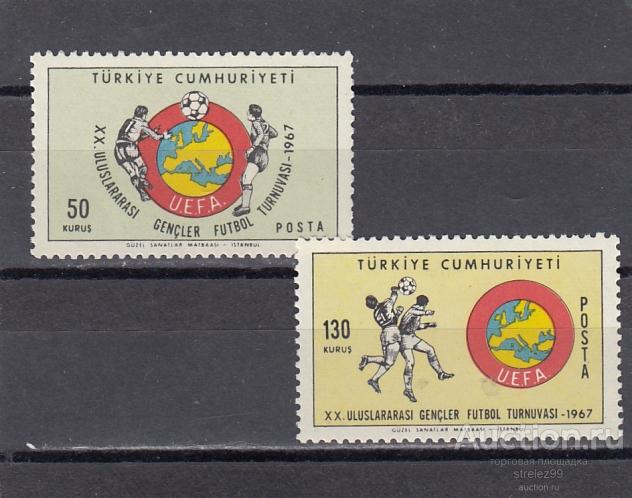 TÜRKİYE CUMHURİYETİ
XX. ULUSLARARASI GENÇLER FUTBOL TURNUVASI-1967
U.E.F.A.
50
KURUŞ
POSTA
GÜZEL SANATLAR MATBAASI - İSTANBUL
TÜRKİYE CUMHURİYETİ
130
KURUŞ
POSTA
U.E.F.A.
XX. ULUSLARARASI GENÇLER FUTBOL TURNUVASI-1967
GÜZEL SANATLAR MATBAASI - İSTANBUL
Auction.ru
торговая площадка
strelez99
auction.ru